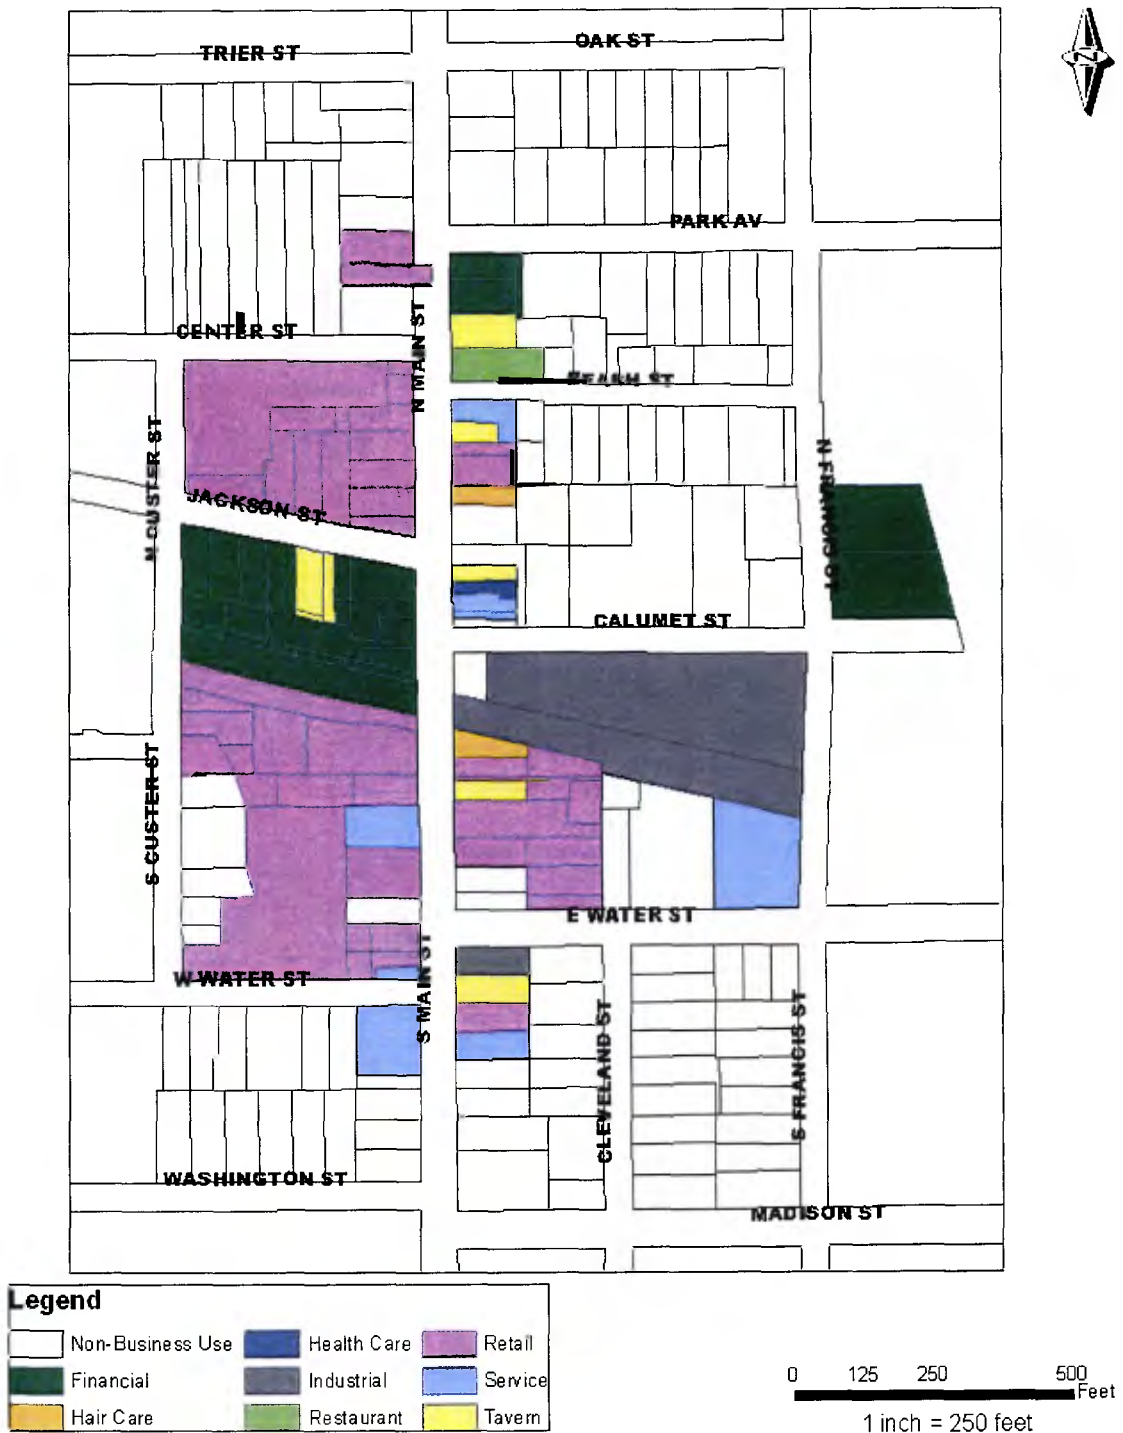 TRIER ST
OAK ST
N
PARK AV
CENTER ST
N MAIN ST
ST
N CUSTER ST
N FRANCIS ST
JACKSON ST
CALUMET ST
S CUSTER ST
E WATER ST
W WATER ST
S MAIN ST
CLEVELAND ST
S FRANCIS ST
WASHINGTON ST
MADISON ST
Legend
Non-Business Use
Health Care
Retail
Financial
Industrial
Service
Hair Care
Restaurant
Tavern
0 125 250 500
Feet
1 inch = 250 feet